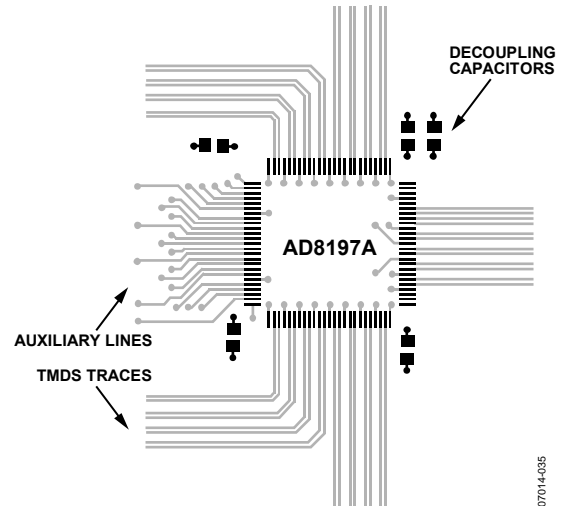 DECOUPLING
CAPACITORS
AD8197A
AUXILIARY LINES
TMDS TRACES
07014-035